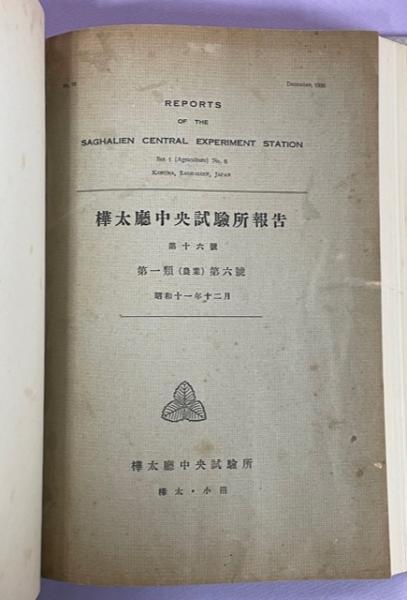 December, 1936
REPORTS
OF THE
SAGHALIEN CENTRAL EXPERIMENT STATION
Ser. 1 (Agriculture) No. 6
KONUMA, SAGHALIEN, JAPAN
樺太廳中央試驗所報告
第十六號
第一類(農業)第六號
昭和十一年十二月
樺太廳中央試驗所
樺太・小沼